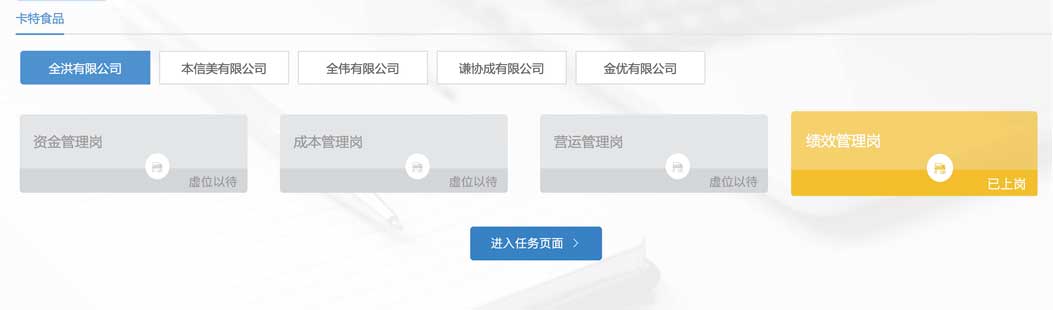 卡特食品
全洪有限公司
本信美有限公司
全伟有限公司
谦协成有限公司
金优有限公司
资金管理岗
虚位以待
成本管理岗
虚位以待
营运管理岗
虚位以待
绩效管理岗
已上岗
进入任务页面 >